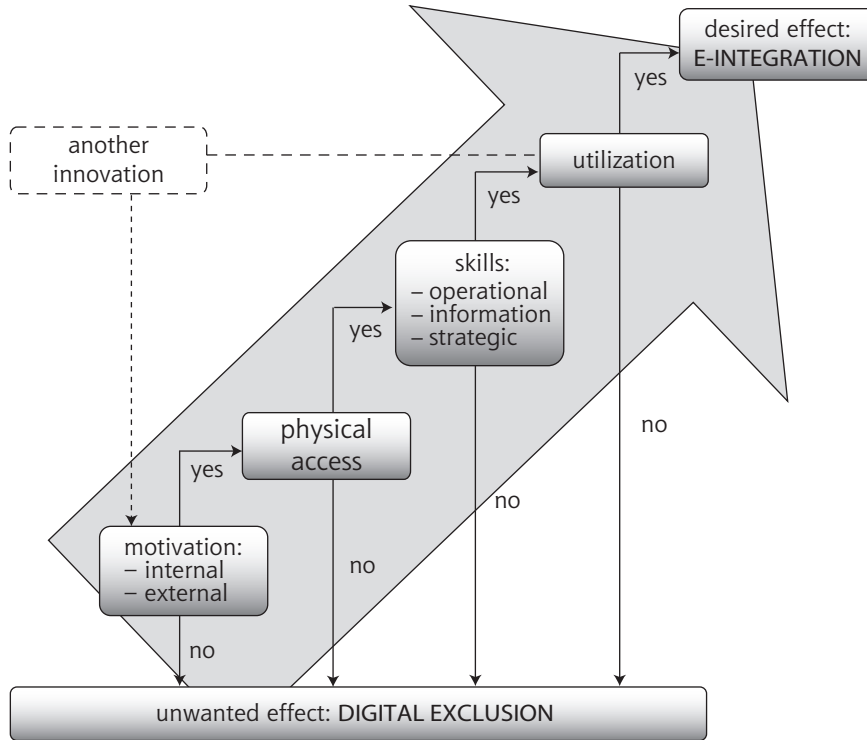 desired effect:
E-INTEGRATION
yes
another
innovation
utilization
yes
skills:
– operational
– information
– strategic
yes
physical
access
no
yes
no
motivation:
– internal
– external
no
no
unwanted effect: DIGITAL EXCLUSION